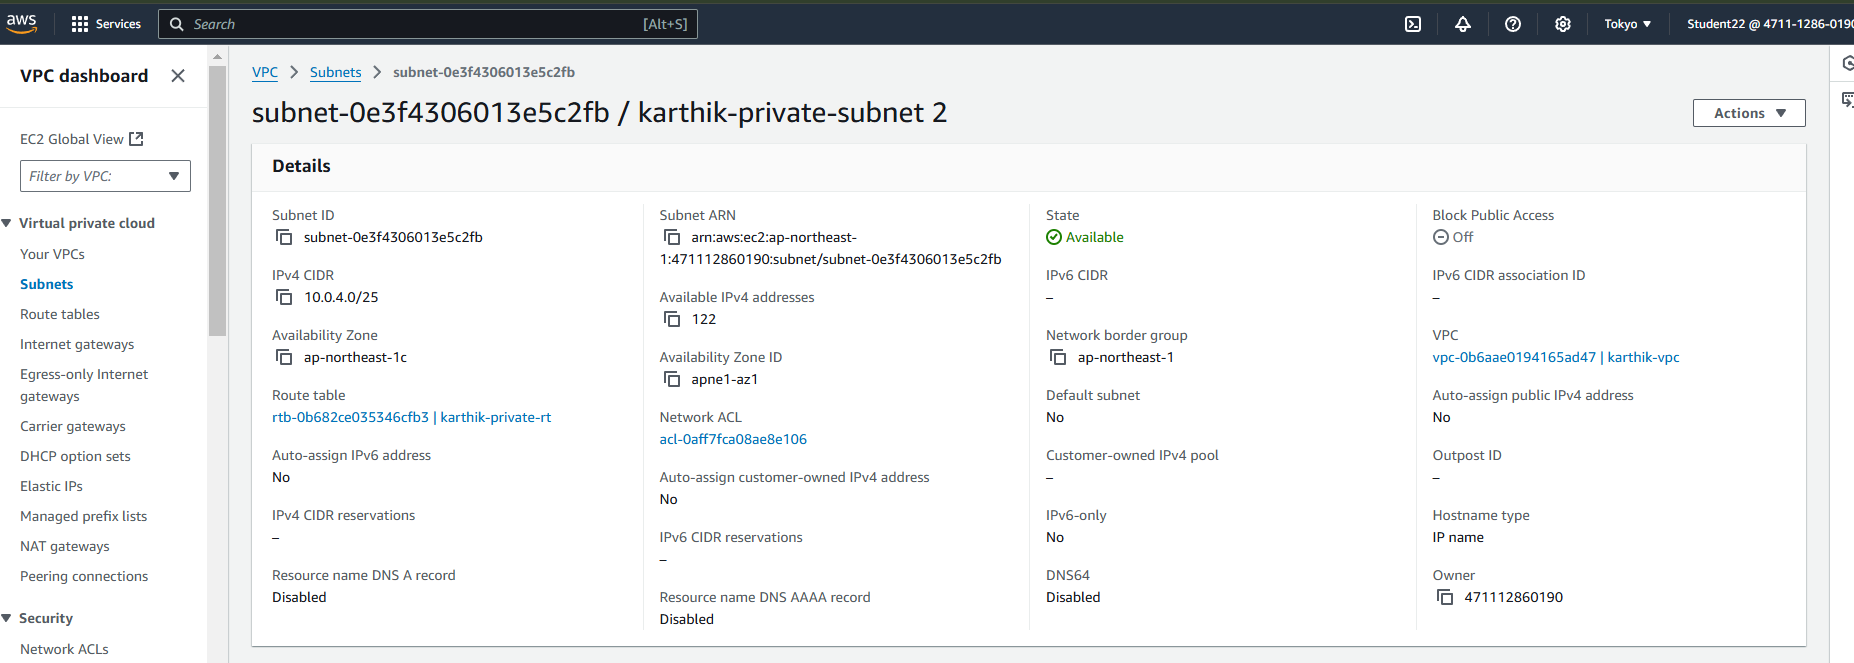 aws
Services
Search
[Alt+S]
Tokyo
Student22 @ 4711-1286-0190
VPC dashboard
EC2 Global View
Filter by VPC:
Virtual private cloud
Your VPCs
Subnets
Route tables
Internet gateways
Egress-only Internet
gateways
Carrier gateways
DHCP option sets
Elastic IPs
Managed prefix lists
NAT gateways
Peering connections
Security
Network ACLs
VPC
Subnets
subnet-0e3f4306013e5c2fb
subnet-0e3f4306013e5c2fb / karthik-private-subnet 2
Actions
Details
Subnet ID
subnet-0e3f4306013e5c2fb
IPv4 CIDR
10.0.4.0/25
Availability Zone
ap-northeast-1c
Route table
rtb-0b682ce035346cfb3 | karthik-private-rt
Auto-assign IPv6 address
No
IPv4 CIDR reservations
–
Resource name DNS A record
Disabled
Subnet ARN
arn:aws:ec2:ap-northeast-
1:471112860190:subnet/subnet-0e3f4306013e5c2fb
Available IPv4 addresses
122
Availability Zone ID
apne1-az1
Network ACL
acl-0aff7fca08ae8e106
Auto-assign customer-owned IPv4 address
No
IPv6 CIDR reservations
–
Resource name DNS AAAA record
Disabled
State
Available
IPv6 CIDR
–
Network border group
ap-northeast-1
Default subnet
No
Customer-owned IPv4 pool
–
IPv6-only
No
DNS64
Disabled
Block Public Access
Off
IPv6 CIDR association ID
–
VPC
vpc-0b6aae0194165ad47 | karthik-vpc
Auto-assign public IPv4 address
No
Outpost ID
–
Hostname type
IP name
Owner
471112860190